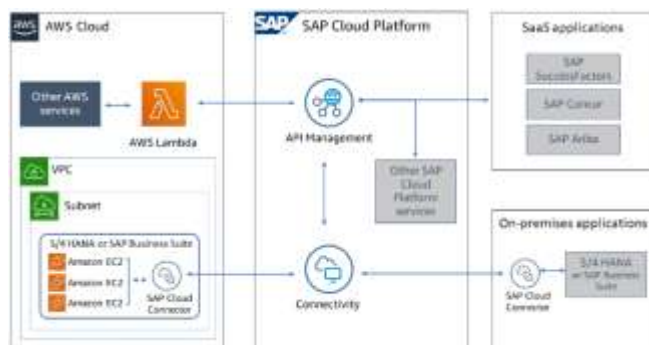 aws
AWS Cloud
Other AWS
services
AWS Lambda
VPC
Subnet
S/4 HANA or SAP Business Suite
Amazon EC2
Amazon EC2
Amazon EC2
SAP Cloud
Connector
SAP
SAP Cloud Platform
API Management
Other SAP
Cloud
Platform
services
Connectivity
SaaS applications
SAP
SuccessFactors
SAP Concur
SAP Ariba
On-premises applications
SAP Cloud
Connector
S/4 HANA
or SAP Business
Suite